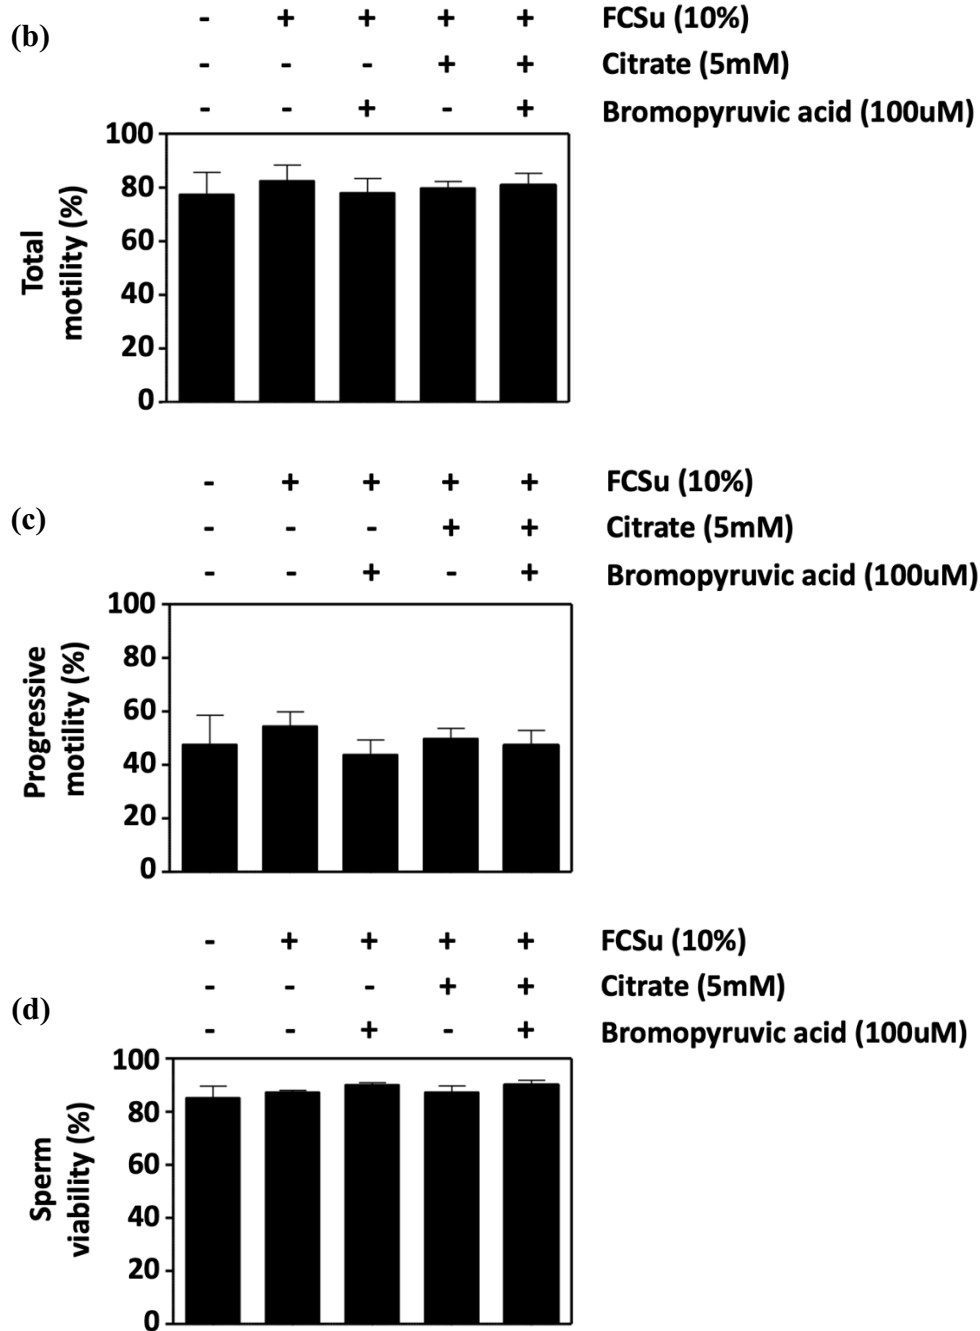 (b)
- + + + + FCSu (10%)
- - - + + Citrate (5mM)
- - + - + Bromopyruvic acid (100uM)
Total
motility (%)
100
80
60
40
20
0
(c)
- + + + + FCSu (10%)
- - - + + Citrate (5mM)
- - + - + Bromopyruvic acid (100uM)
Progressive
motility (%)
100
80
60
40
20
0
(d)
- + + + + FCSu (10%)
- - - + + Citrate (5mM)
- - + - + Bromopyruvic acid (100uM)
Sperm
viability (%)
100
80
60
40
20
0